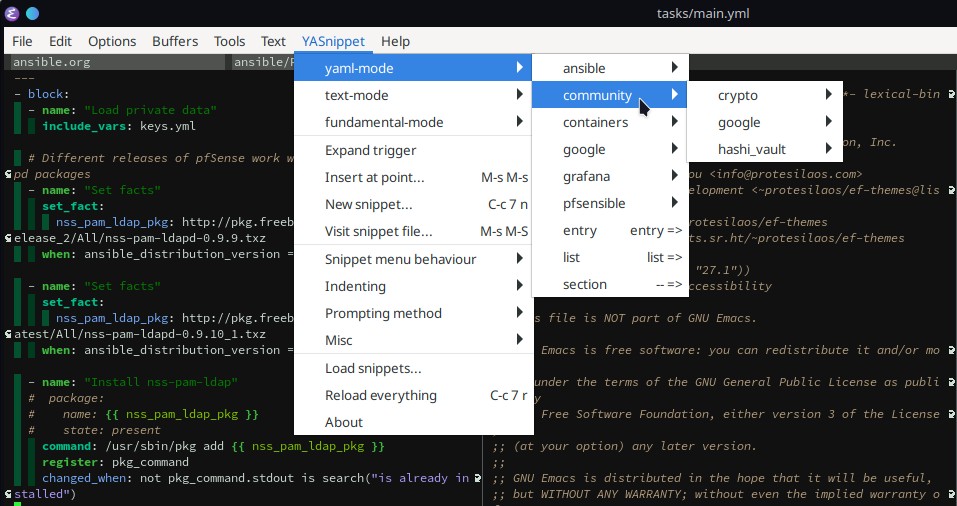 tasks/main.yml
File Edit Options Buffers Tools Text YASnippet Help
ansible.org
ansible/
---
- block:
- name: "Load private data"
include_vars: keys.yml
# Different releases of pfSense work w
pd packages
- name: "Set facts"
set_fact:
nss_pam_ldap_pkg: http://pkg.freeb
elease_2/All/nss-pam-ldapd-0.9.9.txz
when: ansible_distribution_version =
- name: "Set facts"
set_fact:
nss_pam_ldap_pkg: http://pkg.freeb
atest/All/nss-pam-ldapd-0.9.10_1.txz
when: ansible_distribution_version =
- name: "Install nss-pam-ldap"
# package:
# name: {{ nss_pam_ldap_pkg }}
# state: present
command: /usr/sbin/pkg add {{ nss_pam_ldap_pkg }}
register: pkg_command
changed_when: not pkg_command.stdout is search("is already in
stalled")
yaml-mode
text-mode
fundamental-mode
Expand trigger
Insert at point... M-s M-s
New snippet... C-c 7 n
Visit snippet file... M-s M-S
Snippet menu behaviour
Indenting
Prompting method
Misc
Load snippets...
Reload everything C-c 7 r
About
ansible
community
containers
google
grafana
pfsensible
entry entry =>
list list =>
section -- =>
crypto
google
hashi_vault
*- lexical-bin
on, Inc.
ou <info@protesilaos.com>
elopment <~protesilaos/ef-themes@lis
rotesilaos/ef-themes
ts.sr.ht/~protesilaos/ef-themes
"27.1"))
ccessibility
s file is NOT part of GNU Emacs.
Emacs is free software: you can redistribute it and/or mo
under the terms of the GNU General Public License as publi
y
Free Software Foundation, either version 3 of the License
;; (at your option) any later version.
;;
;; GNU Emacs is distributed in the hope that it will be useful,
;; but WITHOUT ANY WARRANTY; without even the implied warranty o